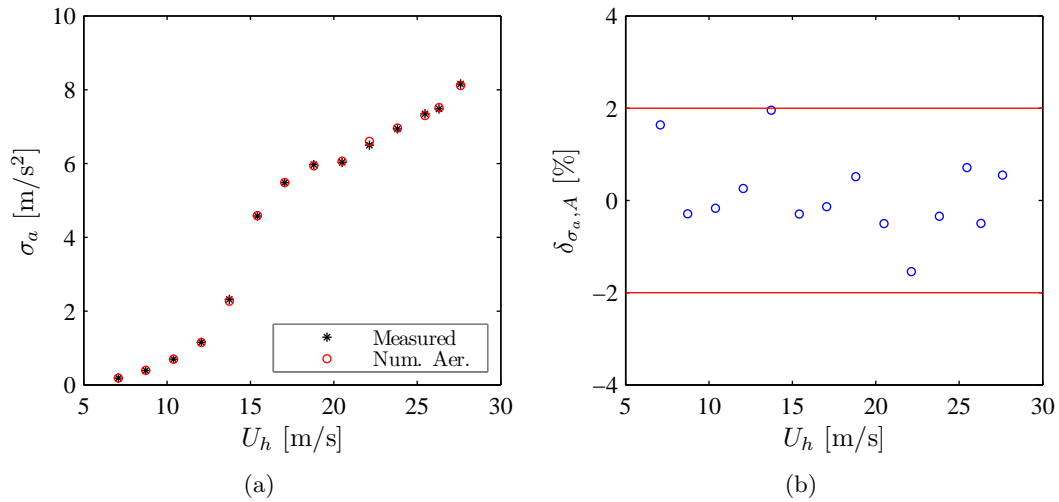 10
8
6
4
2
0
σ_a [m/s²]
5 10 15 20 25 30
U_h [m/s]
Measured
Num. Aer.
(a)
4
2
0
−2
−4
δ_{σ_a,A} [%]
5 10 15 20 25 30
U_h [m/s]
(b)